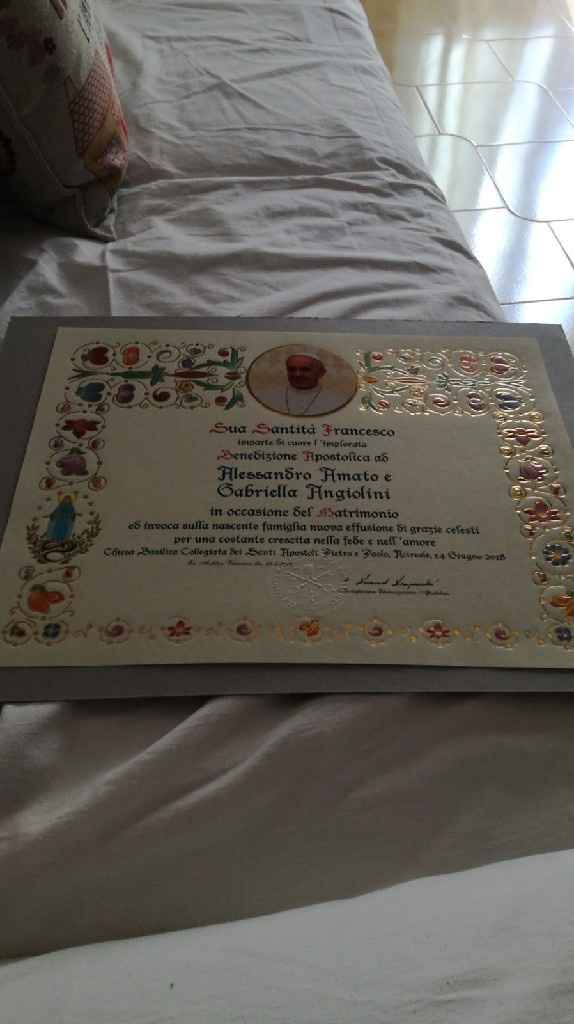 Sua Santità Francesco
imparte di cuore l'implorata
Benedizione Apostolica ad
Alessandro Amato e
Gabriella Angiolini
in occasione del Matrimonio
ed invoca sulla nascente famiglia nuova effusione di grazie celesti
per una costante crescita nella fede e nell'amore
Chiesa Basilica Collegiata dei Santi Apostoli Pietro e Paolo, 14 Giugno 2018